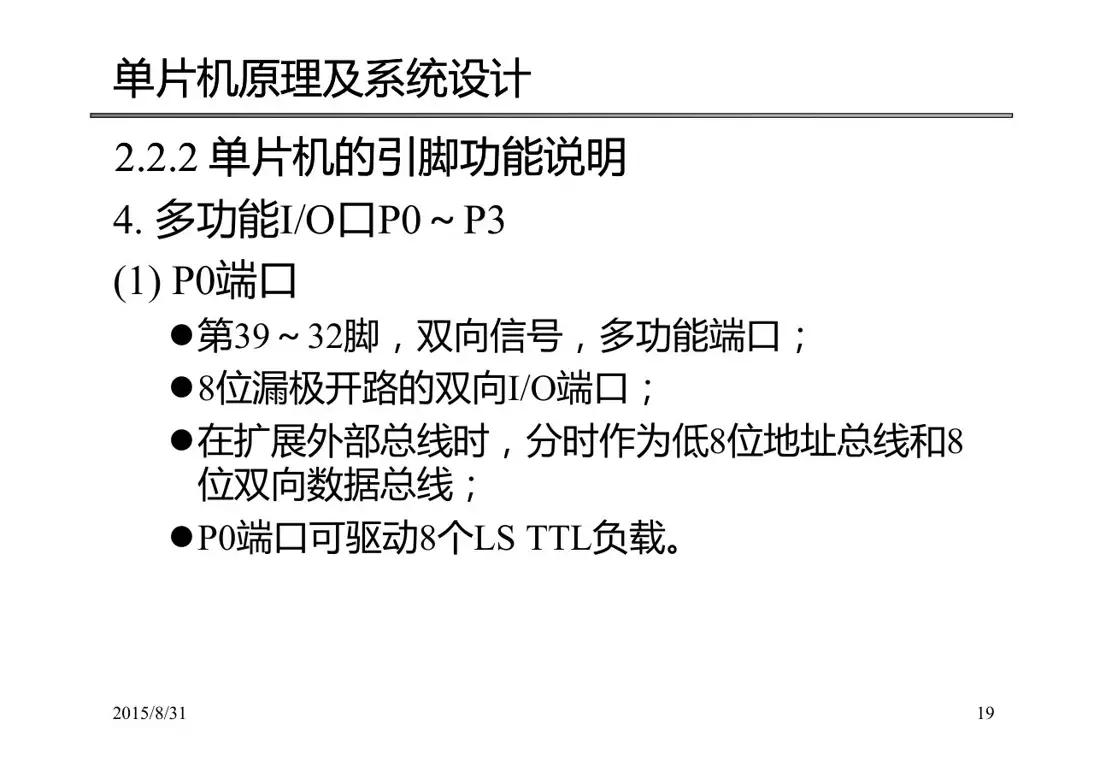 单片机原理及系统设计
2.2.2 单片机的引脚功能说明
4. 多功能I/O口P0～P3
(1) P0端口
●第39～32脚，双向信号，多功能端口；
●8位漏极开路的双向I/O端口；
●在扩展外部总线时，分时作为低8位地址总线和8
位双向数据总线；
●P0端口可驱动8个LS TTL负载。
2015/8/31
19